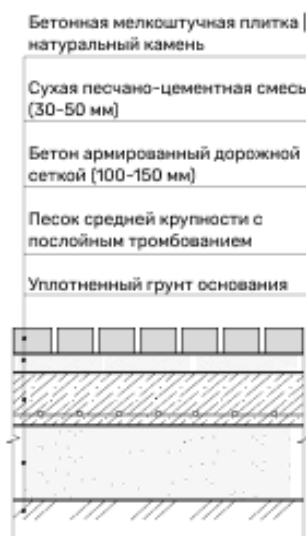 Бетонная мелкоштучная плитка |
натуральный камень
Сухая песчано-цементная смесь
(30-50 мм)
Бетон армированный дорожной
сеткой (100-150 мм)
Песок средней крупности с
послойным тромбованием
Уплотненный грунт основания